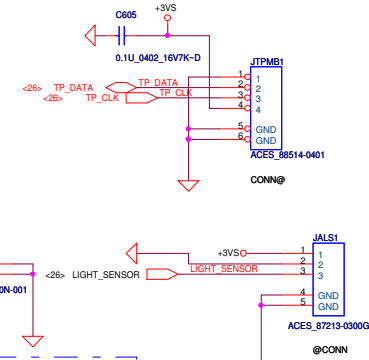 +3VS
C605
0.1U_0402_16V7K~D
JTPMB1
<26> TP_DATA TP_DATA 1 1
2 2
<26> TP_CLK TP_CLK 3 3
4 4
5 GND
6 GND
ACES_88514-0401
CONN@
JALS1
+3VS 1 1
2 2
<26> LIGHT_SENSOR LIGHT_SENSOR 3 3
0N-001
4 GND
5 GND
ACES_87213-0300G
@CONN